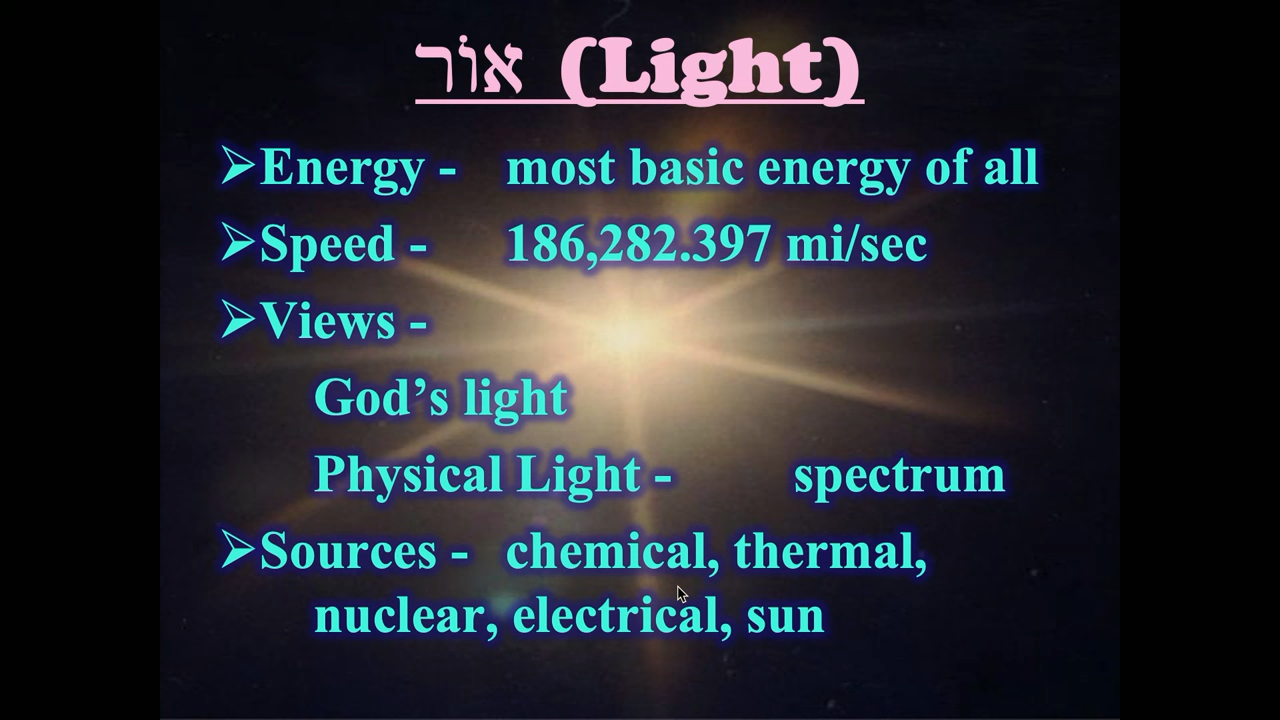 אוֹר (Light)
➢Energy - most basic energy of all
➢Speed - 186,282.397 mi/sec
➢Views -
God’s light
Physical Light - spectrum
➢Sources - chemical, thermal,
nuclear, electrical, sun